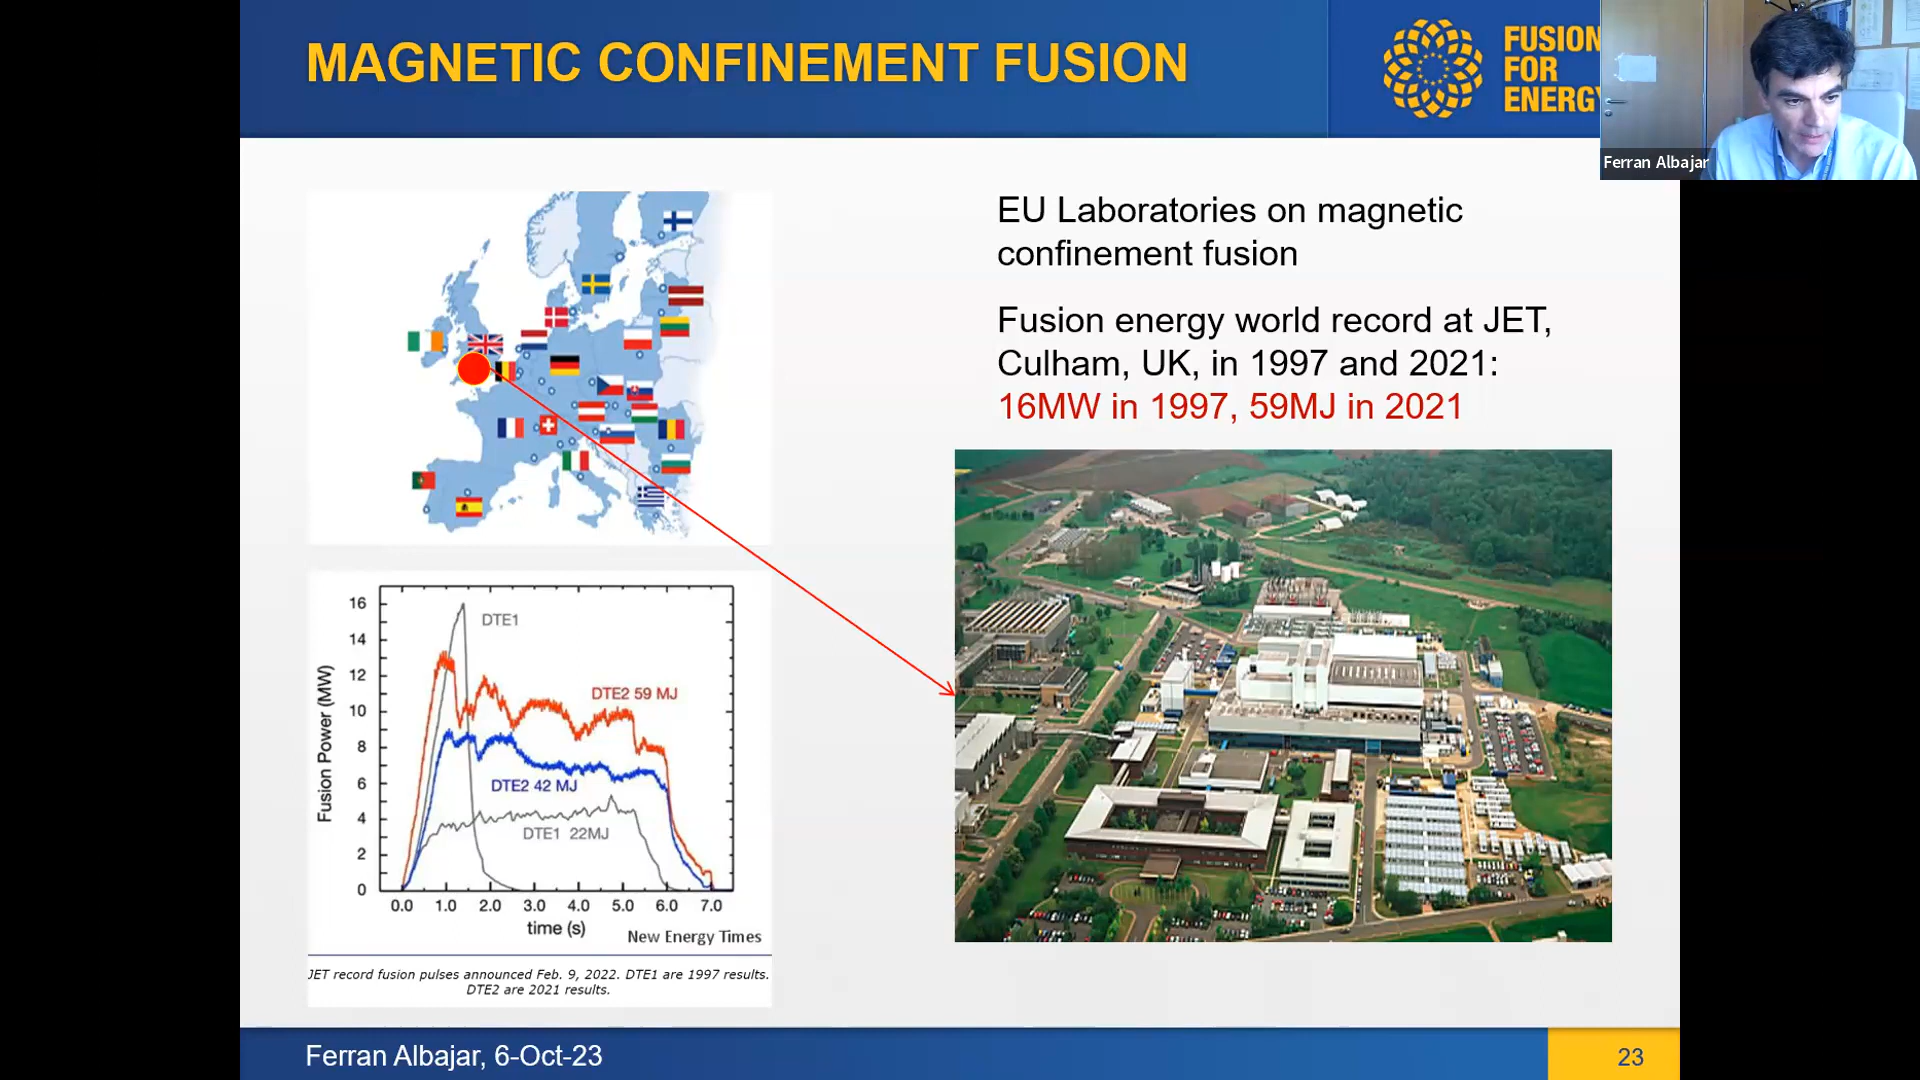 MAGNETIC CONFINEMENT FUSION
FUSION
FOR
ENERGY
Ferran Albajar
EU Laboratories on magnetic
confinement fusion
Fusion energy world record at JET,
Culham, UK, in 1997 and 2021:
16MW in 1997, 59MJ in 2021
16
14
12
10
8
6
4
2
0
Fusion Power (MW)
DTE1
DTE2 59 MJ
DTE2 42 MJ
DTE1 22MJ
0.0 1.0 2.0 3.0 4.0 5.0 6.0 7.0
time (s)
New Energy Times
JET record fusion pulses announced Feb. 9, 2022. DTE1 are 1997 results.
DTE2 are 2021 results.
Ferran Albajar, 6-Oct-23
23